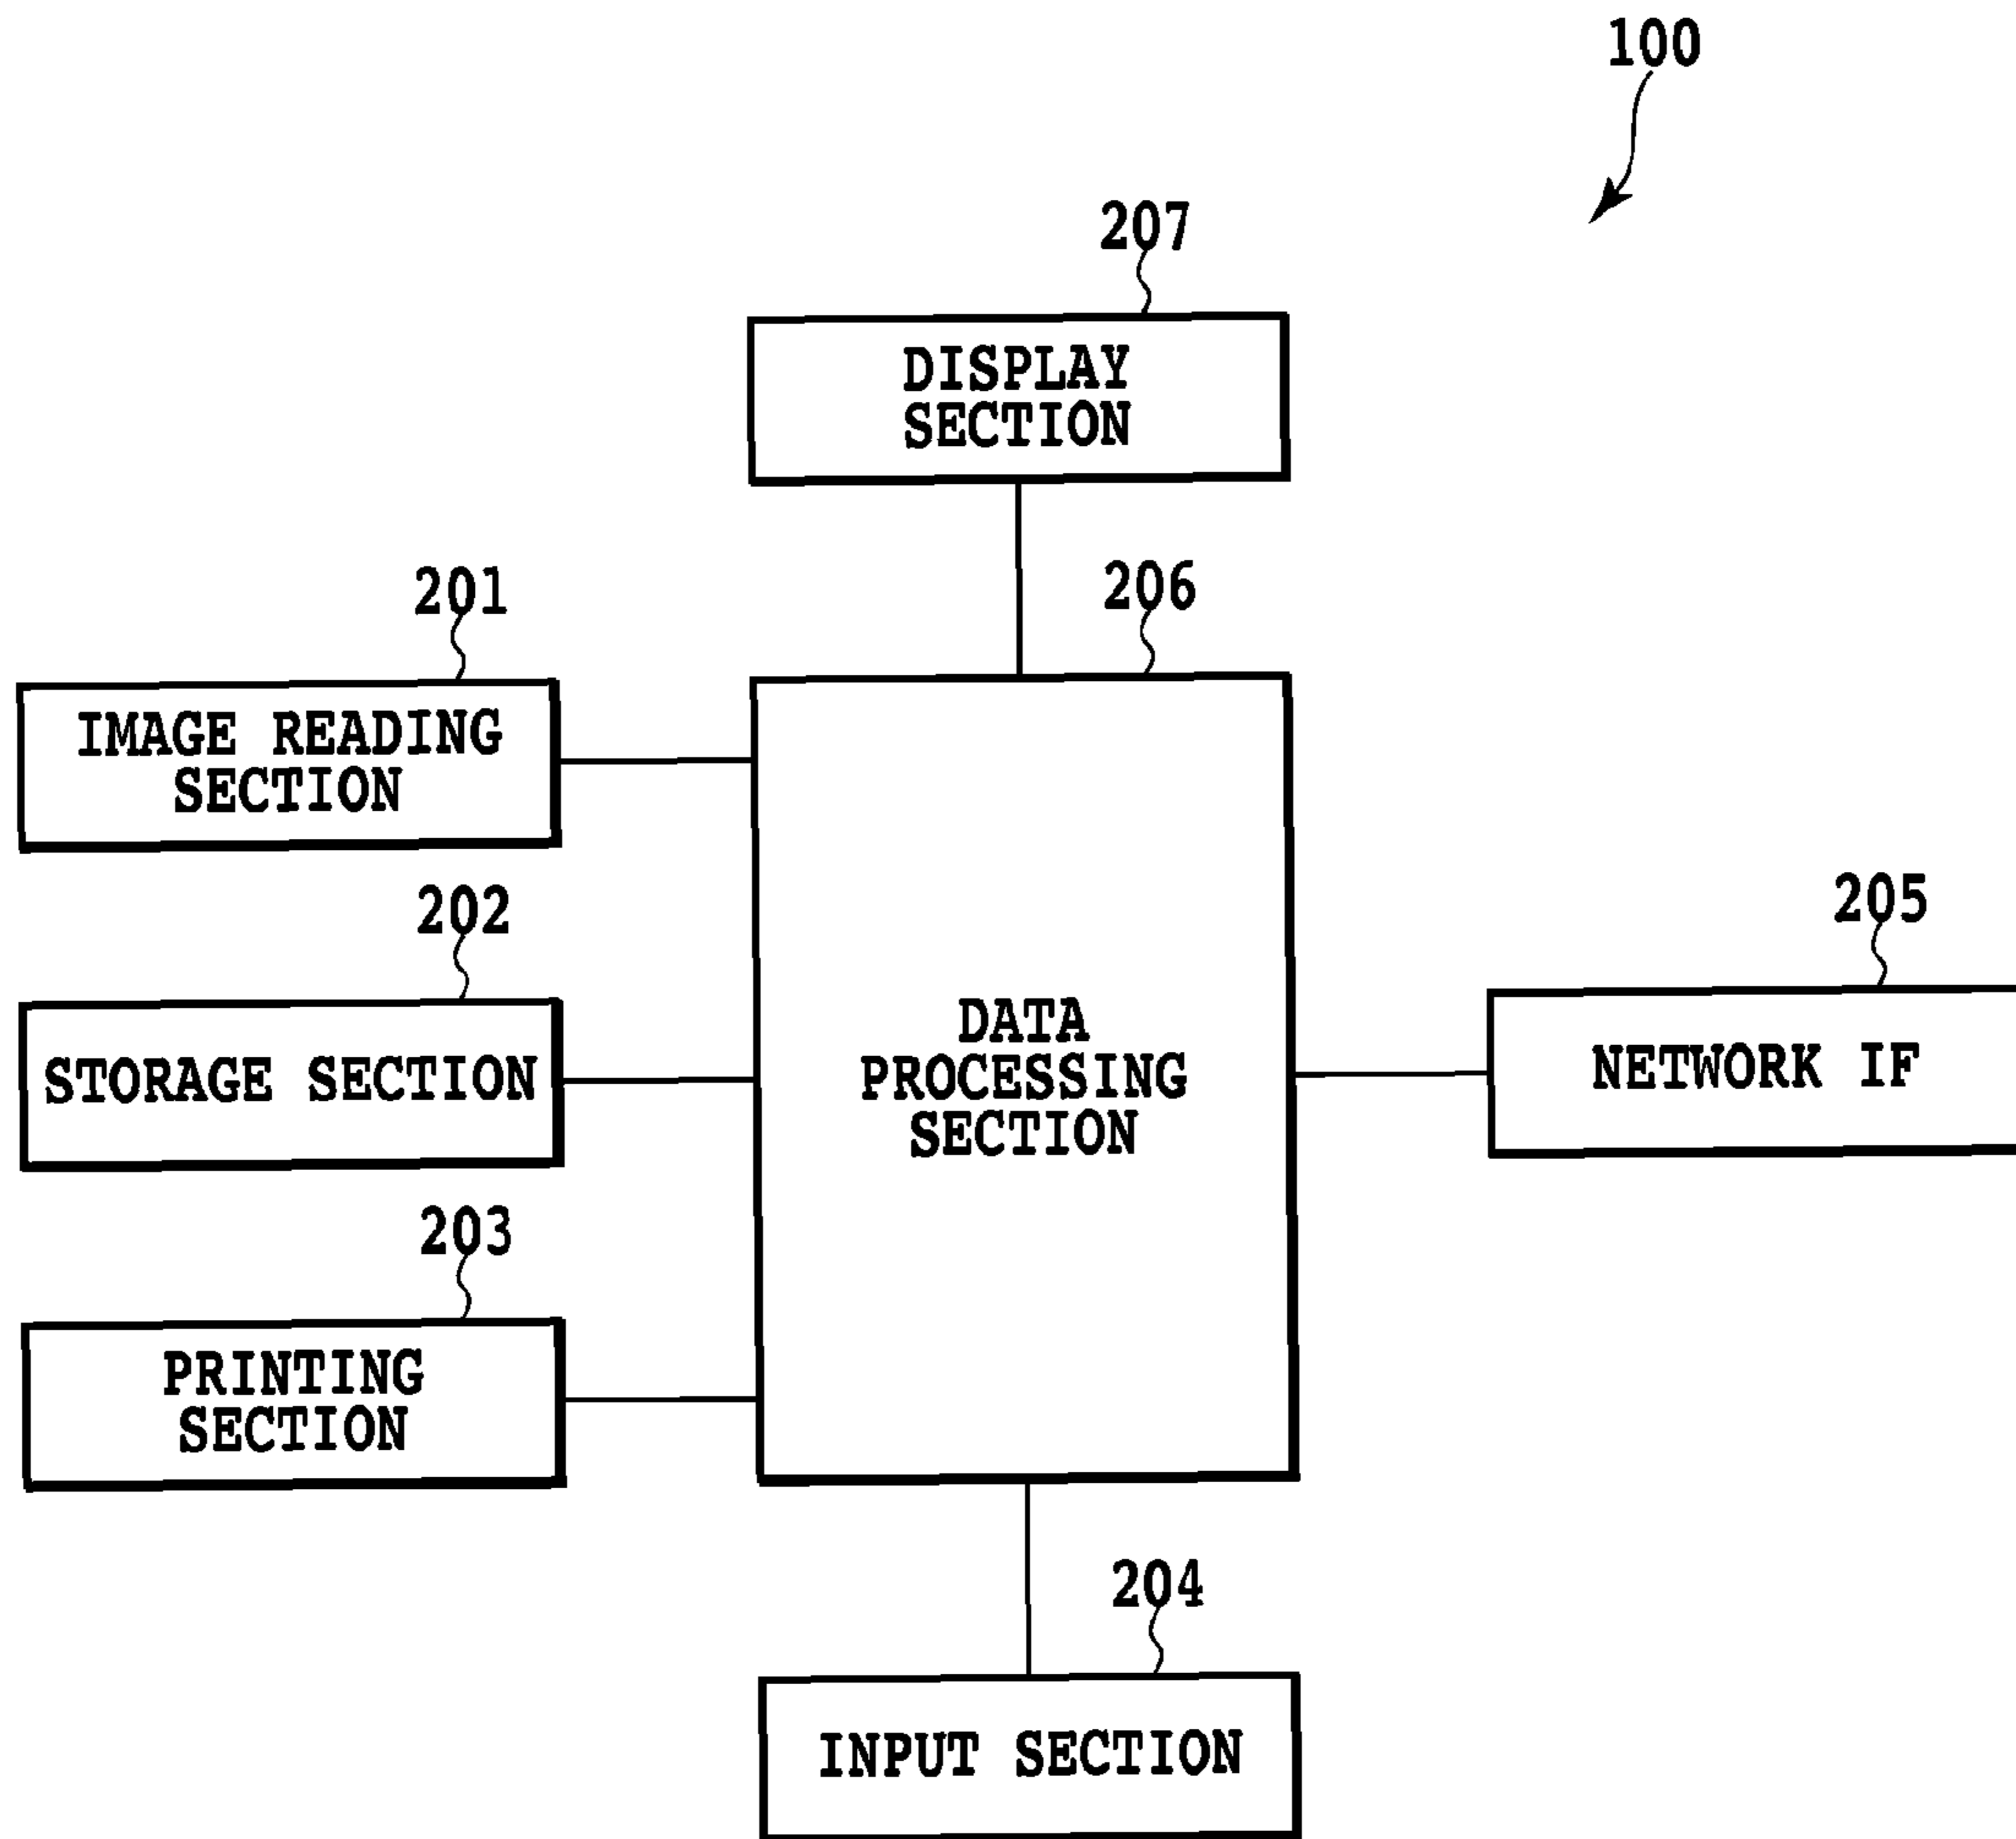 100
207
DISPLAY
SECTION
206
201
IMAGE READING
SECTION
202
STORAGE SECTION
203
PRINTING
SECTION
DATA
PROCESSING
SECTION
205
NETWORK IF
204
INPUT SECTION